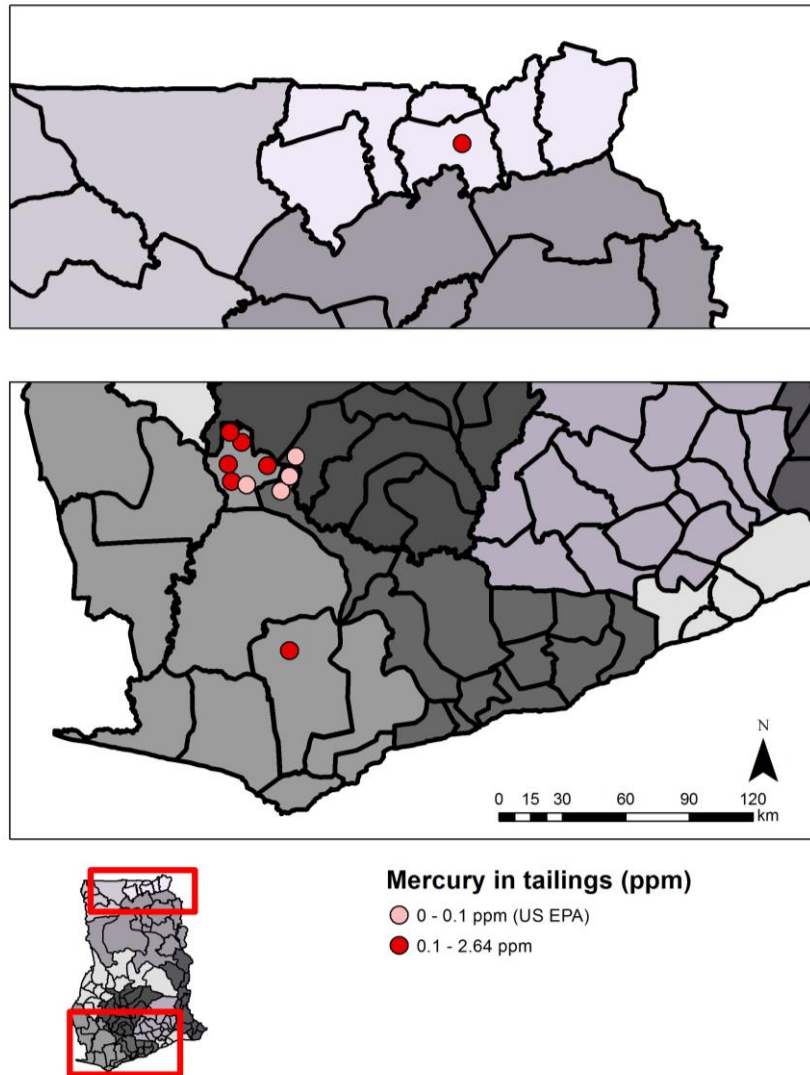 N
0 15 30 60 90 120
km
Mercury in tailings (ppm)
0 - 0.1 ppm (US EPA)
0.1 - 2.64 ppm